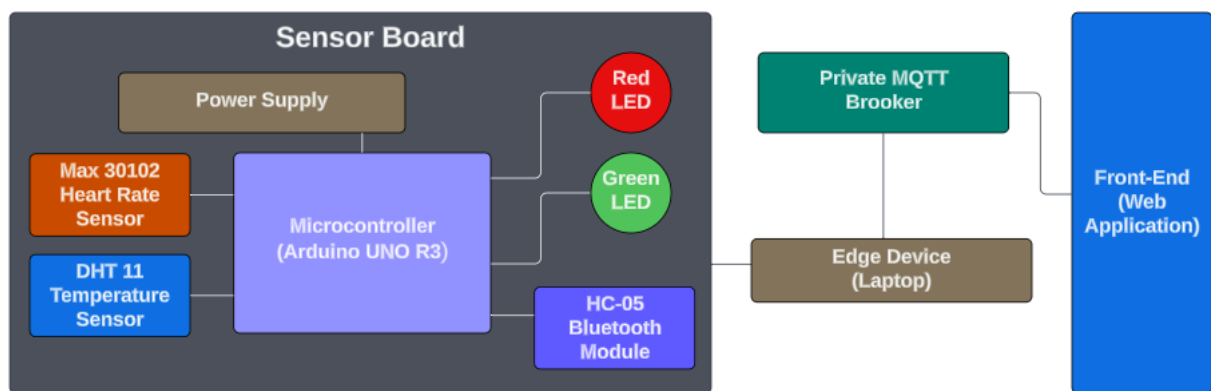 Sensor Board
Power Supply
Red
LED
Max 30102
Heart Rate
Sensor
Green
LED
Microcontroller
(Arduino UNO R3)
DHT 11
Temperature
Sensor
HC-05
Bluetooth
Module
Private MQTT
Brooker
Edge Device
(Laptop)
Front-End
(Web
Application)